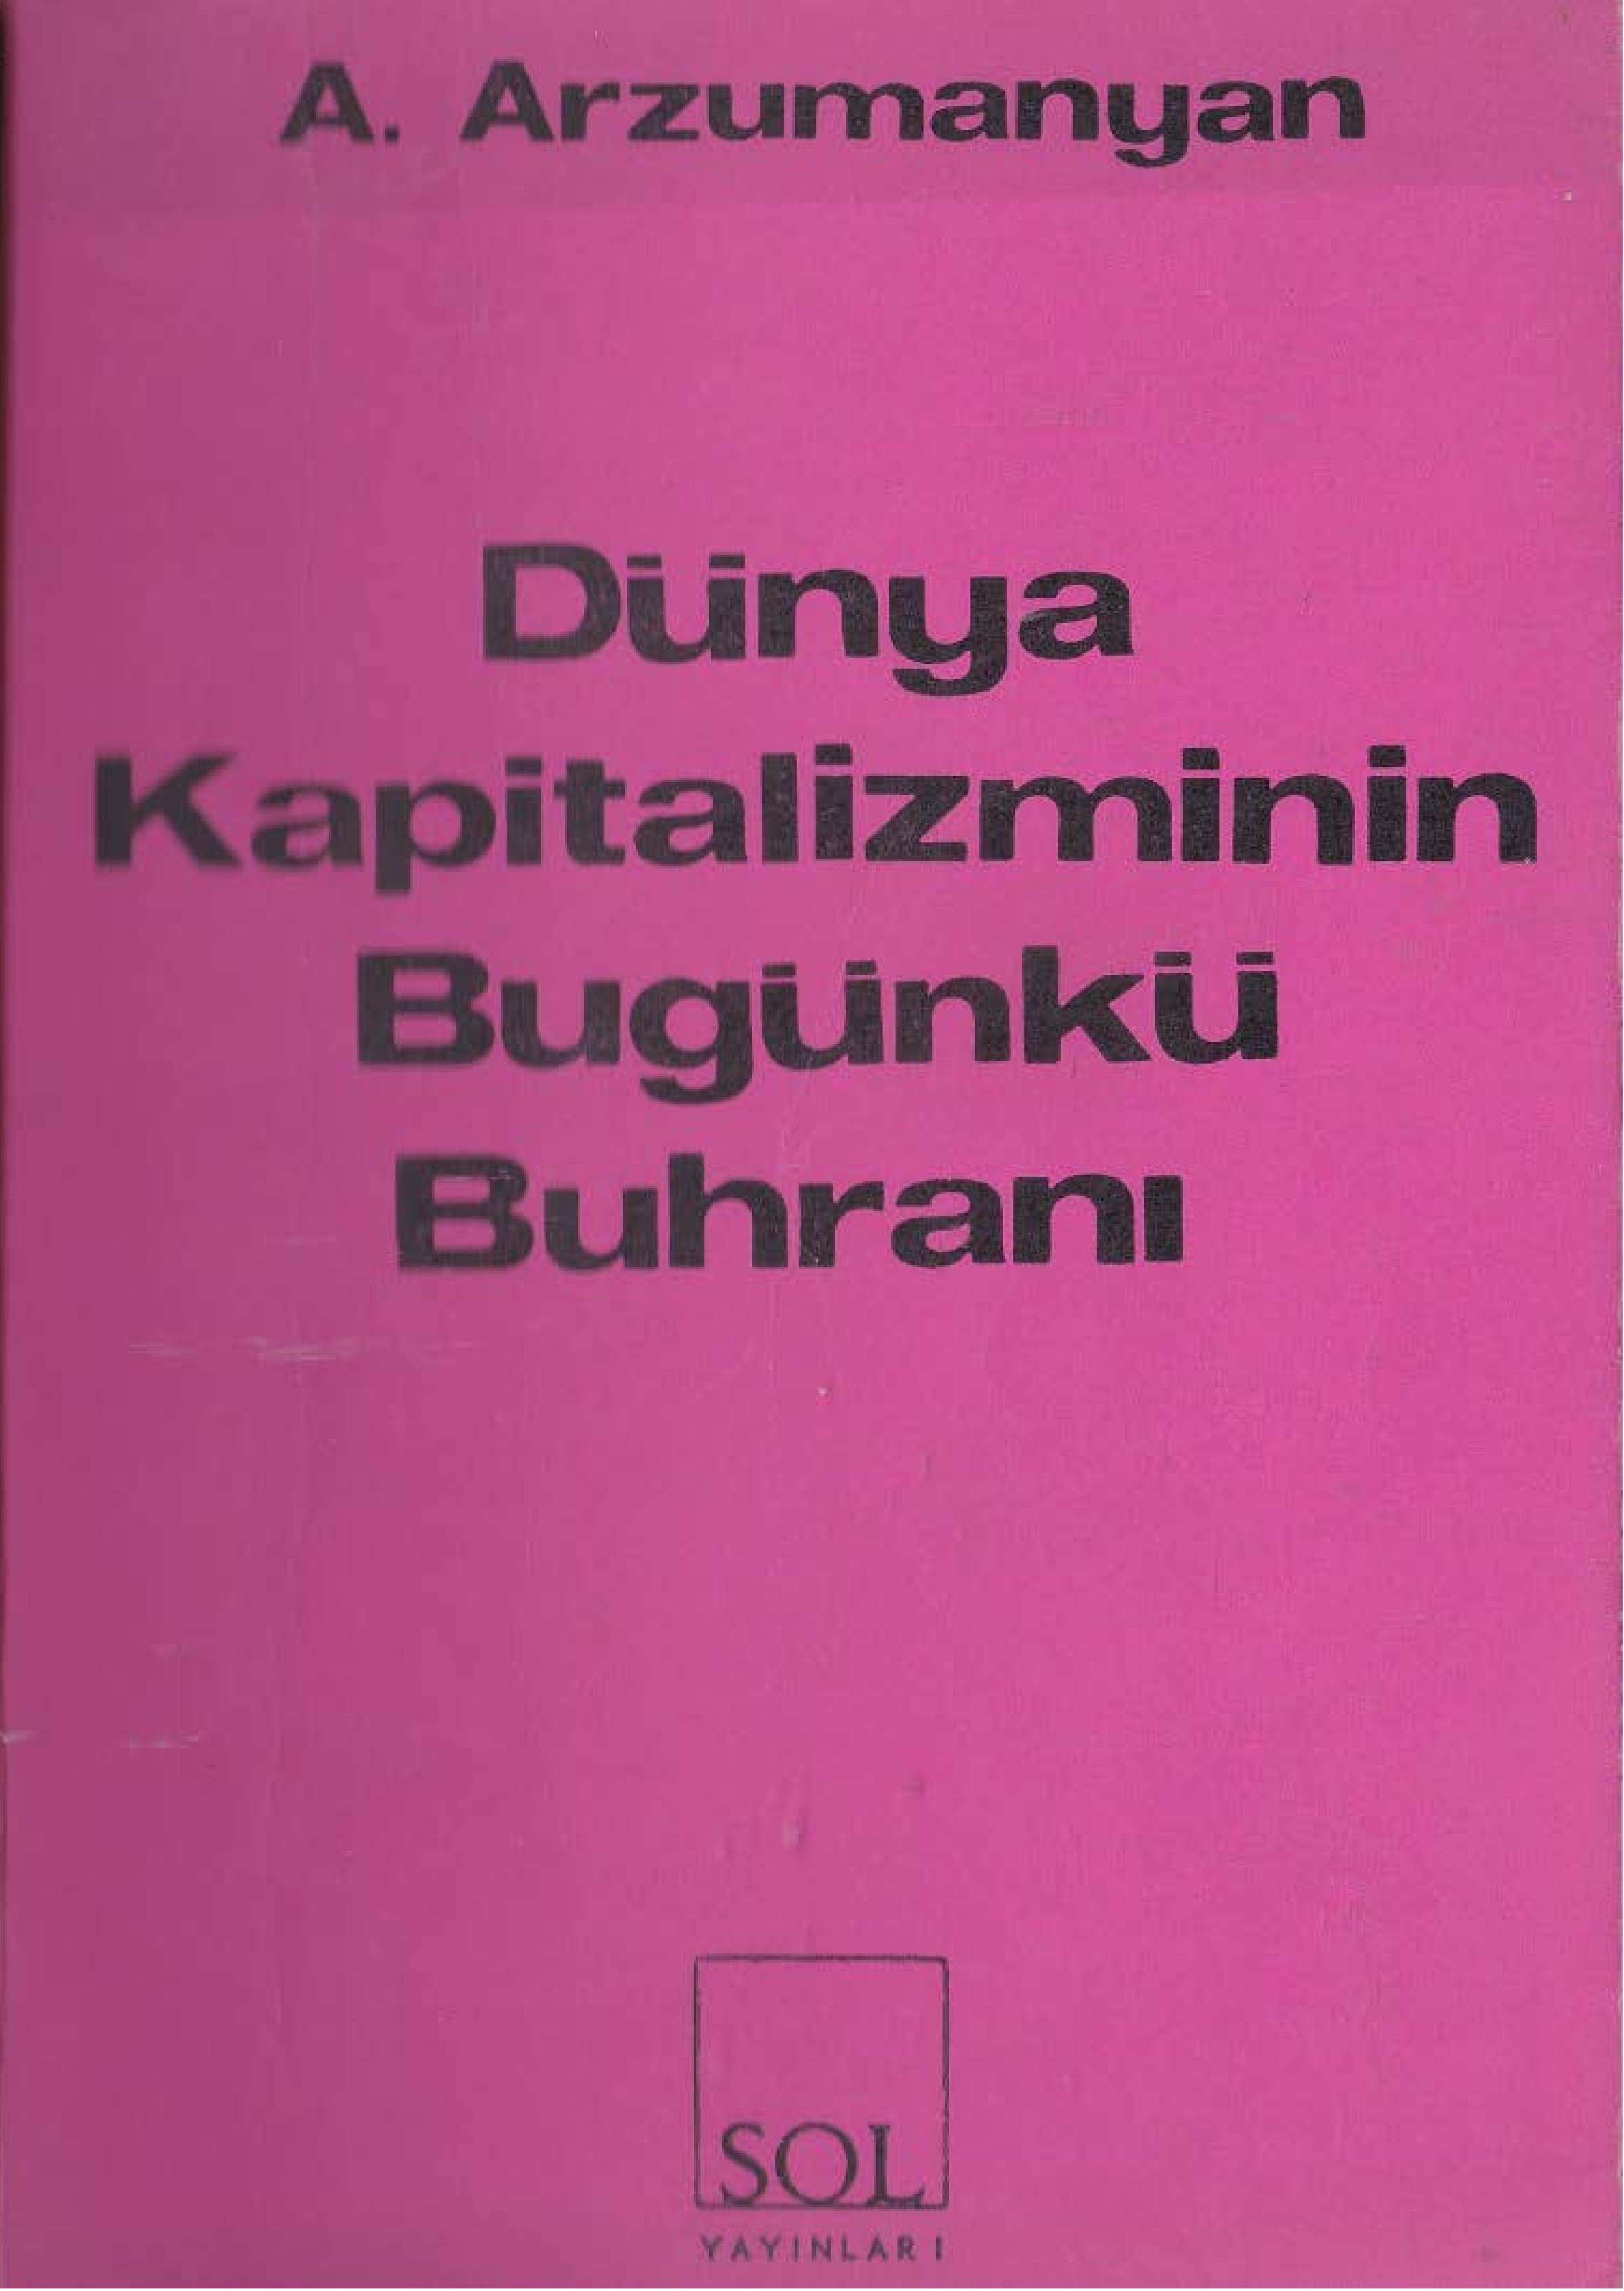 A. Arzumanyan
Dünya
Kapitalizminin
Bugünkü
Buhranı
SOL
YAYINLARI